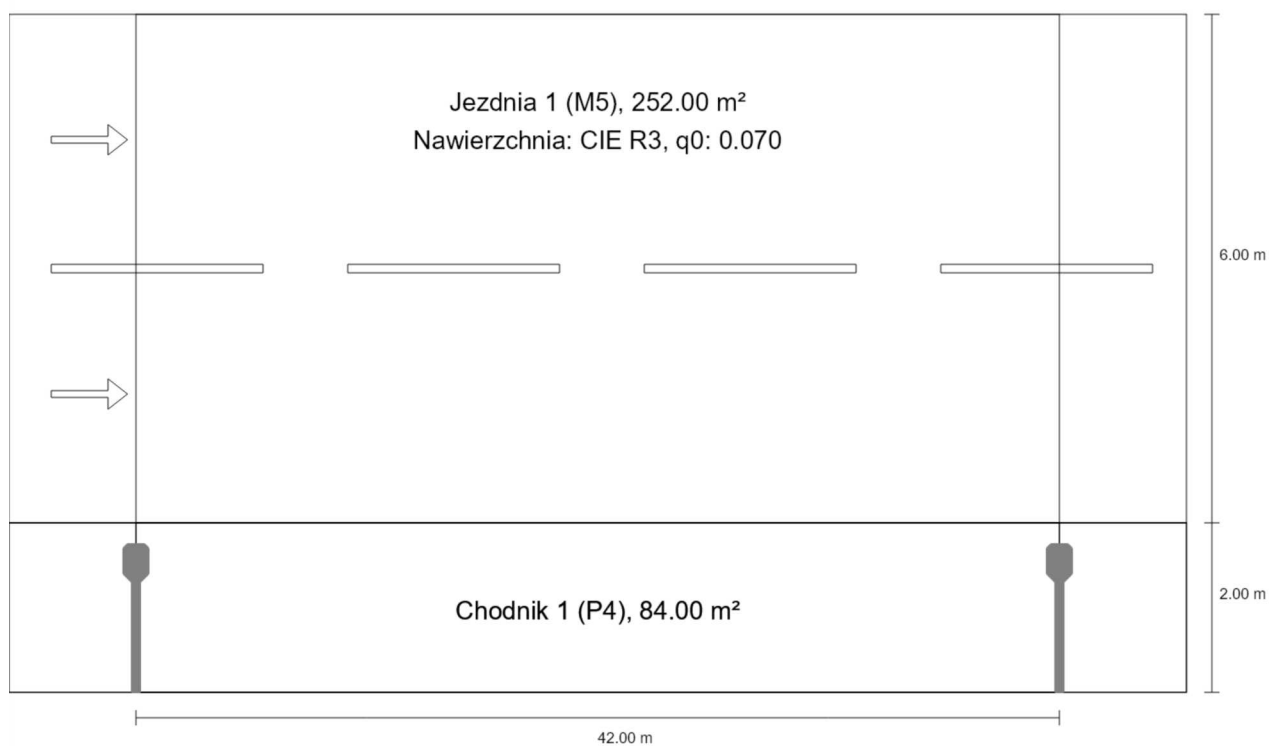 Jezdnia 1 (M5), 252.00 m²
Nawierzchnia: CIE R3, q0: 0.070
6.00 m
Chodnik 1 (P4), 84.00 m²
2.00 m
42.00 m